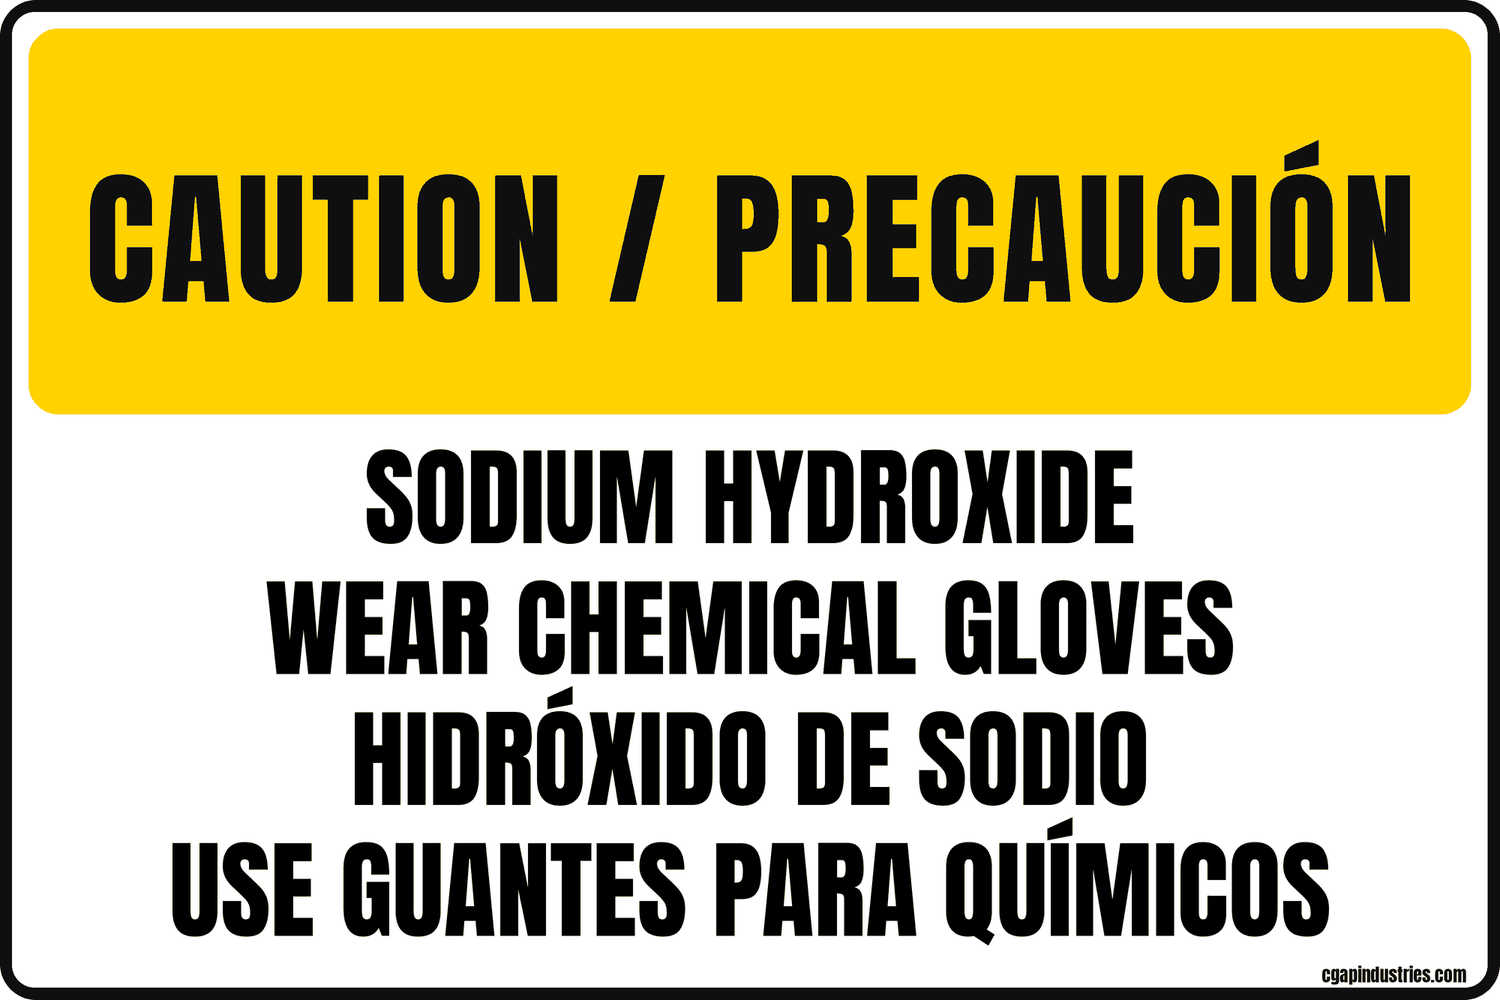 CAUTION / PRECAUCIÓN
SODIUM HYDROXIDE
WEAR CHEMICAL GLOVES
HIDRÓXIDO DE SODIO
USE GUANTES PARA QUÍMICOS
cgapindustries.com